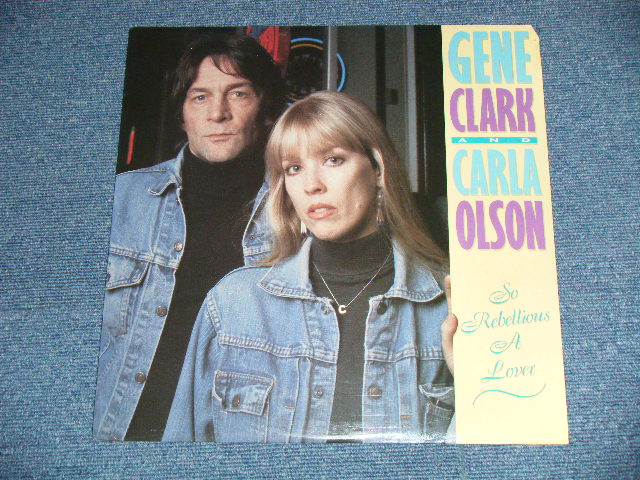 GENE
CLARK
AND
CARLA
OLSON
So
Rebellious
A
Lover
C